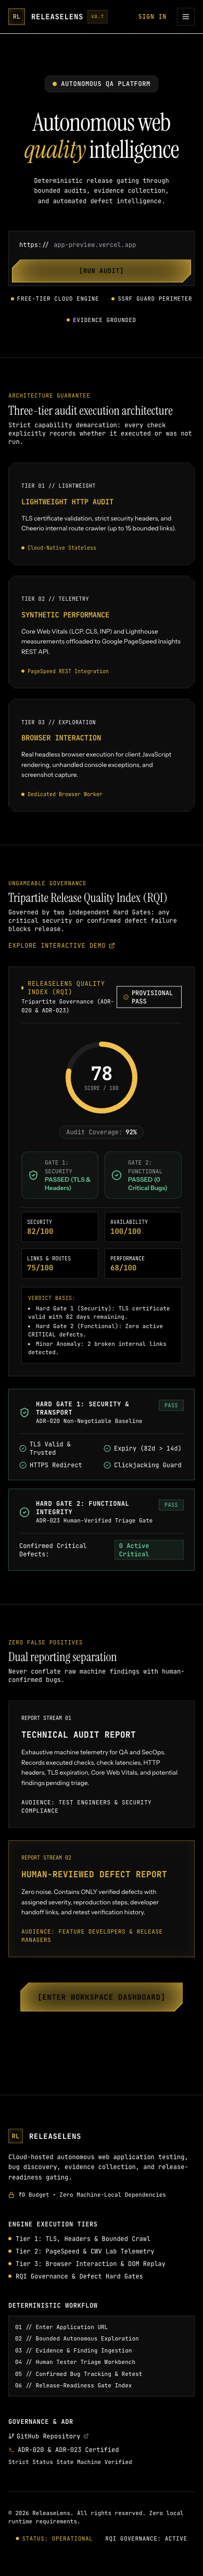 RL RELEASELENS V0.7 SIGN IN
AUTONOMOUS QA PLATFORM
Autonomous web
quality intelligence
Deterministic release gating through
bounded audits, evidence collection,
and automated defect intelligence.
https:// app-preview.vercel.app
[RUN AUDIT]
FREE-TIER CLOUD ENGINE SSRF GUARD PERIMETER
EVIDENCE GROUNDED
ARCHITECTURE GUARANTEE
Three-tier audit execution architecture
Strict capability demarcation: every check
explicitly records whether it executed or was not
run.
TIER 01 // LIGHTWEIGHT
LIGHTWEIGHT HTTP AUDIT
TLS certificate validation, strict security headers, and
Cheerio internal route crawler (up to 15 bounded links).
Cloud-Native Stateless
TIER 02 // TELEMETRY
SYNTHETIC PERFORMANCE
Core Web Vitals (LCP, CLS, INP) and Lighthouse
measurements offloaded to Google PageSpeed Insights
REST API.
PageSpeed REST Integration
TIER 03 // EXPLORATION
BROWSER INTERACTION
Real headless browser execution for client JavaScript
rendering, unhandled console exceptions, and
screenshot capture.
Dedicated Browser Worker
UNGAMEABLE GOVERNANCE
Tripartite Release Quality Index (RQI)
Governed by two independent Hard Gates: any
critical security or confirmed defect failure
blocks release.
EXPLORE INTERACTIVE DEMO
RELEASELENS QUALITY
INDEX (RQI)
Tripartite Governance (ADR-
020 & ADR-023)
PROVISIONAL
PASS
78
SCORE / 100
Audit Coverage: 92%
GATE 1:
SECURITY
PASSED (TLS &
Headers)
GATE 2:
FUNCTIONAL
PASSED (0
Critical Bugs)
SECURITY
82/100
AVAILABILITY
100/100
LINKS & ROUTES
75/100
PERFORMANCE
68/100
VERDICT BASIS:
• Hard Gate 1 (Security): TLS certificate
valid with 82 days remaining.
• Hard Gate 2 (Functional): Zero active
CRITICAL defects.
• Minor Anomaly: 2 broken internal links
detected.
HARD GATE 1: SECURITY &
TRANSPORT
ADR-020 Non-Negotiable Baseline
PASS
TLS Valid &
Trusted
Expiry (82d > 14d)
HTTPS Redirect
Clickjacking Guard
HARD GATE 2: FUNCTIONAL
INTEGRITY
ADR-023 Human-Verified Triage Gate
PASS
Confirmed Critical
Defects:
0 Active
Critical
ZERO FALSE POSITIVES
Dual reporting separation
Never conflate raw machine findings with human-
confirmed bugs.
REPORT STREAM 01
TECHNICAL AUDIT REPORT
Exhaustive machine telemetry for QA and SecOps.
Records executed checks, check latencies, HTTP
headers, TLS expiration, Core Web Vitals, and potential
findings pending triage.
AUDIENCE: TEST ENGINEERS & SECURITY
COMPLIANCE
REPORT STREAM 02
HUMAN-REVIEWED DEFECT REPORT
Zero noise. Contains ONLY verified defects with
assigned severity, reproduction steps, developer
handoff links, and retest verification history.
AUDIENCE: FEATURE DEVELOPERS & RELEASE
MANAGERS
[ENTER WORKSPACE DASHBOARD]
RL RELEASELENS
Cloud-hosted autonomous web application testing,
bug discovery, evidence collection, and release-
readiness gating.
₹0 Budget • Zero Machine-Local Dependencies
ENGINE EXECUTION TIERS
Tier 1: TLS, Headers & Bounded Crawl
Tier 2: PageSpeed & CWV Lab Telemetry
Tier 3: Browser Interaction & DOM Replay
RQI Governance & Defect Hard Gates
DETERMINISTIC WORKFLOW
01 // Enter Application URL
02 // Bounded Autonomous Exploration
03 // Evidence & Finding Ingestion
04 // Human Tester Triage Workbench
05 // Confirmed Bug Tracking & Retest
06 // Release-Readiness Gate Index
GOVERNANCE & ADR
GitHub Repository
ADR-020 & ADR-023 Certified
Strict Status State Machine Verified
© 2026 ReleaseLens. All rights reserved. Zero local
runtime requirements.
STATUS: OPERATIONAL RQI GOVERNANCE: ACTIVE